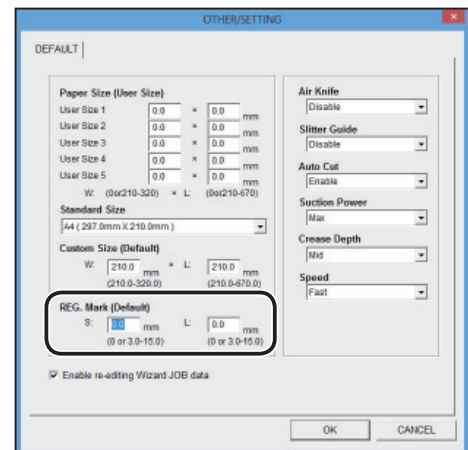 OTHER/SETTING
DEFAULT
Paper Size (User Size)
User Size 1 0.0 × 0.0 mm
User Size 2 0.0 × 0.0 mm
User Size 3 0.0 × 0.0 mm
User Size 4 0.0 × 0.0 mm
User Size 5 0.0 × 0.0 mm
W: (0or210-320) × L: (0or210-670)
Standard Size
A4 ( 297.0mm X 210.0mm )
Custom Size (Default)
W: 210.0 mm × L: 210.0 mm
(210.0-320.0) (210.0-670.0)
REG. Mark (Default)
S: 0.0 mm L: 0.0 mm
(0 or 3.0-15.0) (0 or 3.0-15.0)
Enable re-editing Wizard JOB data
Air Knife
Disable
Slitter Guide
Disable
Auto Cut
Enable
Suction Power
Max
Crease Depth
Mid
Speed
Fast
OK CANCEL